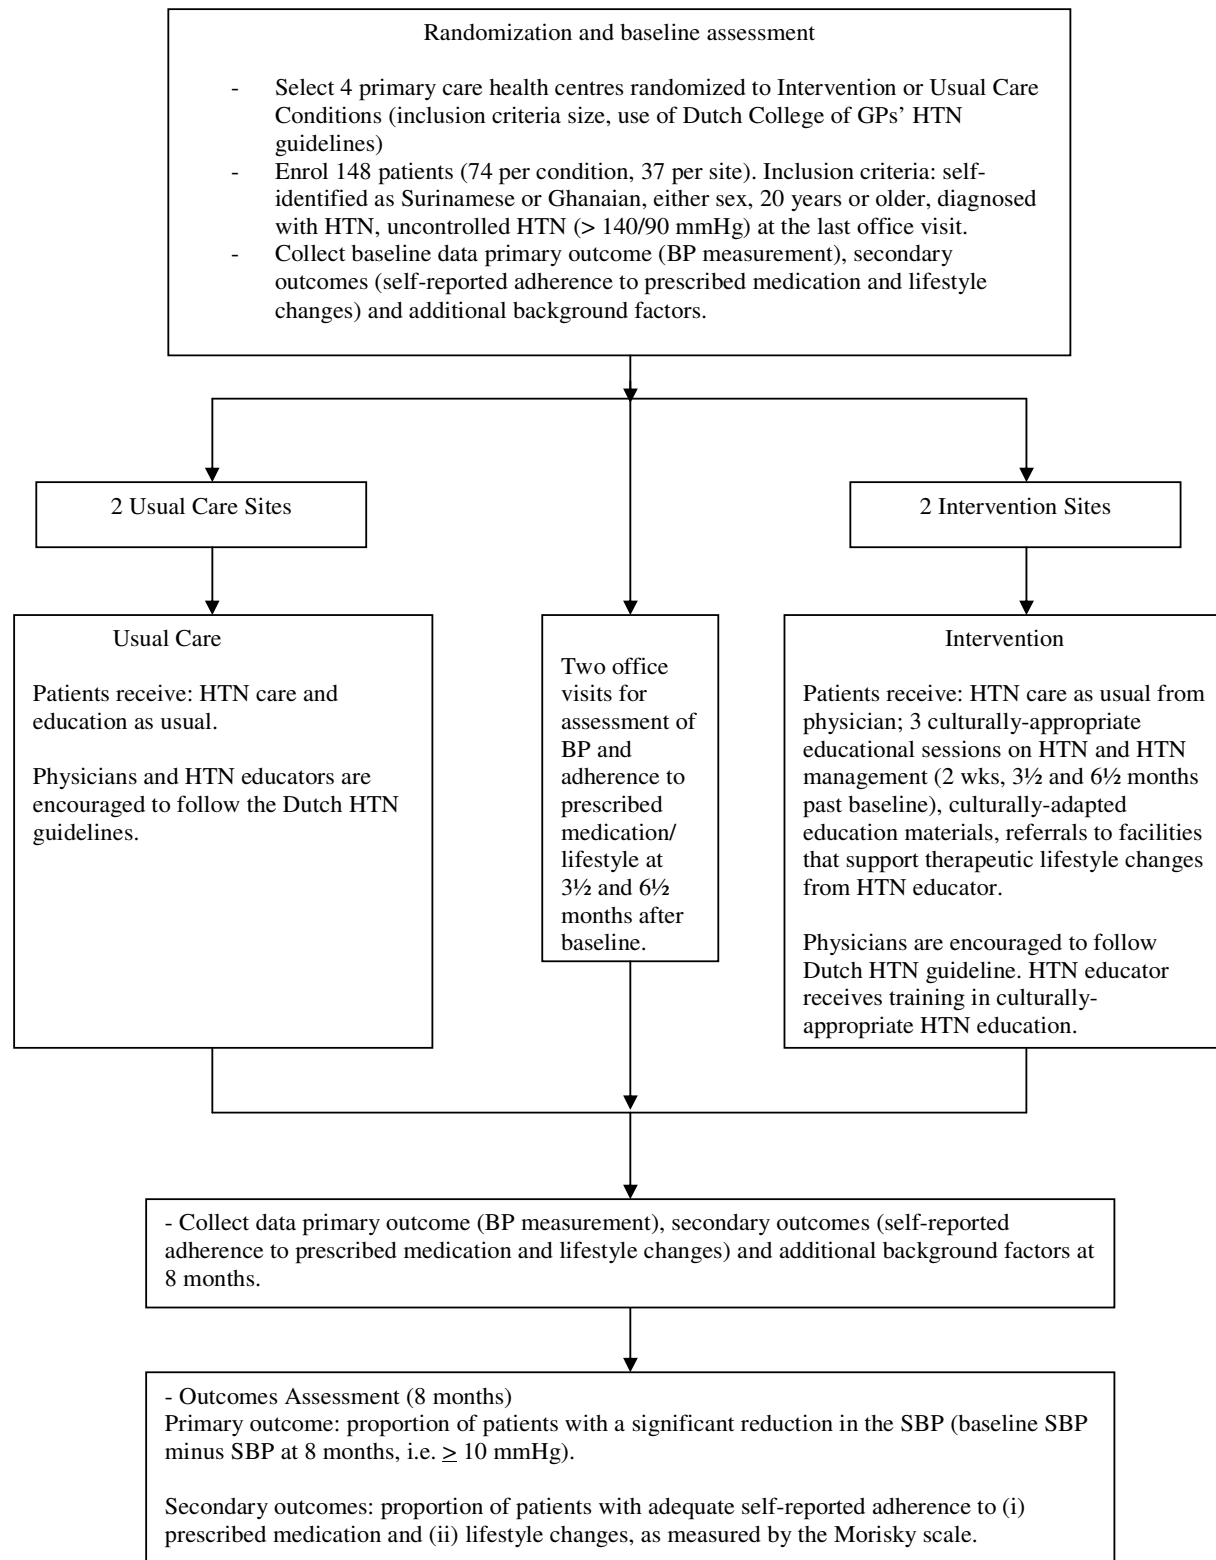 Randomization and baseline assessment
- Select 4 primary care health centres randomized to Intervention or Usual Care
Conditions (inclusion criteria size, use of Dutch College of GPs' HTN
guidelines)
- Enrol 148 patients (74 per condition, 37 per site). Inclusion criteria: self-
identified as Surinamese or Ghanaian, either sex, 20 years or older, diagnosed
with HTN, uncontrolled HTN (> 140/90 mmHg) at the last office visit.
- Collect baseline data primary outcome (BP measurement), secondary
outcomes (self-reported adherence to prescribed medication and lifestyle
changes) and additional background factors.
2 Usual Care Sites
2 Intervention Sites
Usual Care
Patients receive: HTN care and
education as usual.
Physicians and HTN educators are
encouraged to follow the Dutch HTN
guidelines.
Two office
visits for
assessment of
BP and
adherence to
prescribed
medication/
lifestyle at
3½ and 6½
months after
baseline.
Intervention
Patients receive: HTN care as usual from
physician; 3 culturally-appropriate
educational sessions on HTN and HTN
management (2 wks, 3½ and 6½ months
past baseline), culturally-adapted
education materials, referrals to facilities
that support therapeutic lifestyle changes
from HTN educator.
Physicians are encouraged to follow
Dutch HTN guideline. HTN educator
receives training in culturally-
appropriate HTN education.
- Collect data primary outcome (BP measurement), secondary outcomes (self-reported
adherence to prescribed medication and lifestyle changes) and additional background factors at
8 months.
- Outcomes Assessment (8 months)
Primary outcome: proportion of patients with a significant reduction in the SBP (baseline SBP
minus SBP at 8 months, i.e. ≥ 10 mmHg).
Secondary outcomes: proportion of patients with adequate self-reported adherence to (i)
prescribed medication and (ii) lifestyle changes, as measured by the Morisky scale.